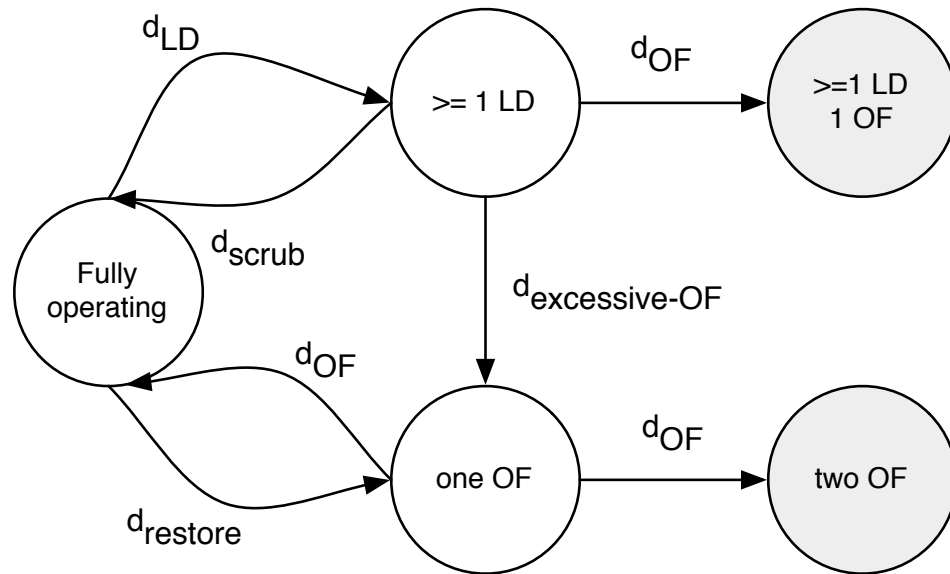 dLD
>= 1 LD
dOF
>=1 LD
1 OF
dscrub
Fully
operating
dexcessive-OF
dOF
dOF
one OF
two OF
drestore